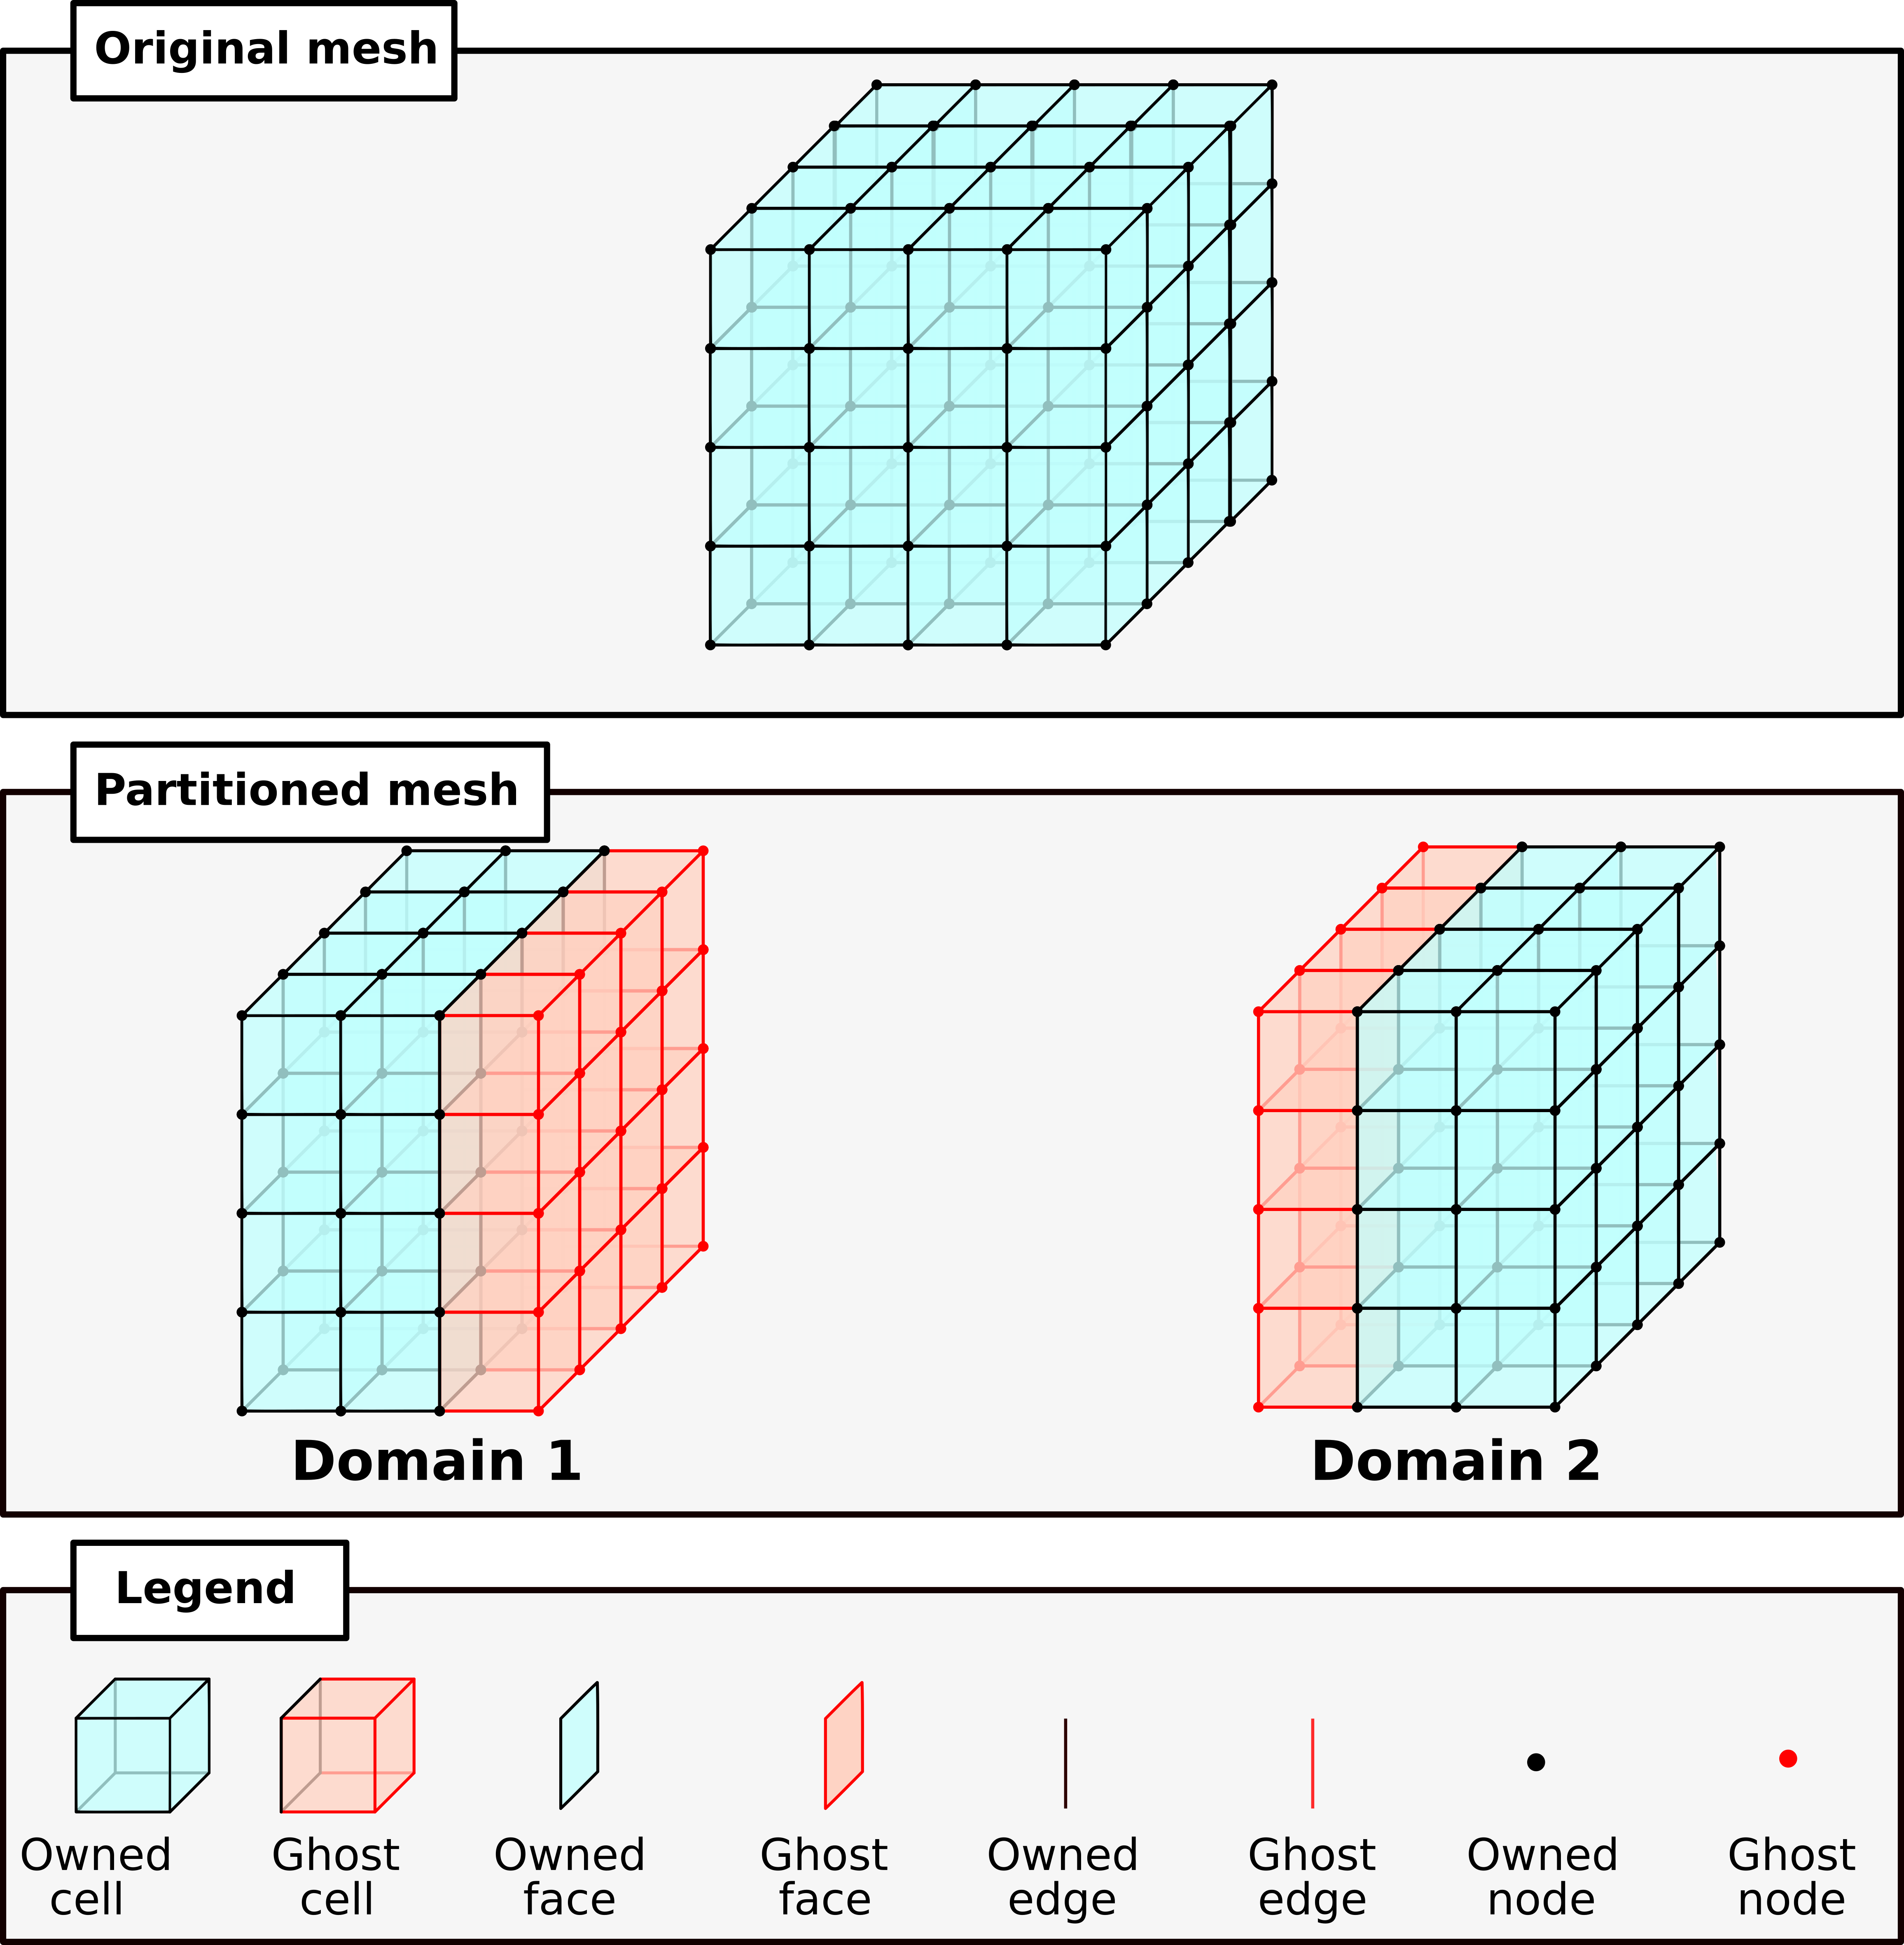 Original mesh
Partitioned mesh
Domain 1
Domain 2
Legend
Owned
cell
Ghost
cell
Owned
face
Ghost
face
Owned
edge
Ghost
edge
Owned
node
Ghost
node